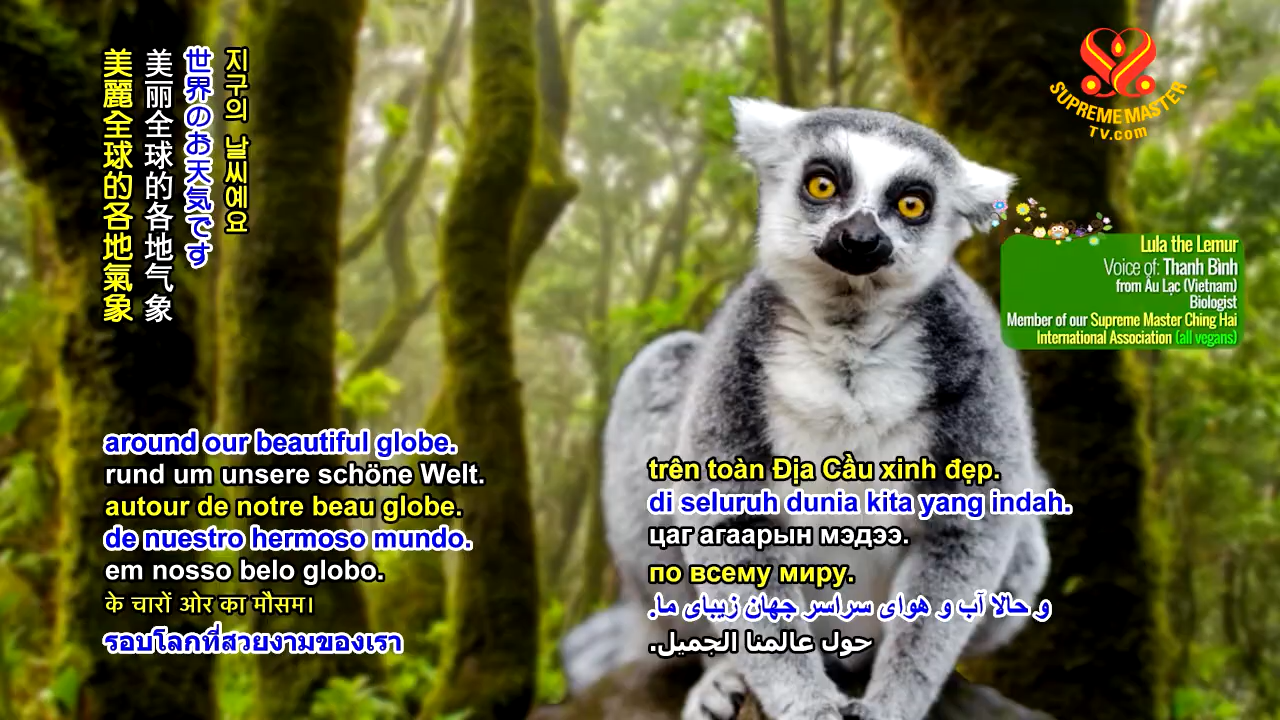 지구의 날씨예요
世界のお天気です
美丽全球的各地气象
美麗全球的各地氣象
SUPREME MASTER
TV.com
Lula the Lemur
Voice of: Thanh Bình
from Âu Lạc (Vietnam)
Biologist
Member of our Supreme Master Ching Hai
International Association (all vegans)
around our beautiful globe.
rund um unsere schöne Welt.
autour de notre beau globe.
de nuestro hermoso mundo.
em nosso belo globo.
के चारों ओर का मौसम।
รอบโลกที่สวยงามของเรา
trên toàn Địa Cầu xinh đẹp.
di seluruh dunia kita yang indah.
цаг агаарын мэдээ.
по всему миру.
و حالا آب و هوای سراسر جهان زیبای ما.
حول عالمنا الجميل.